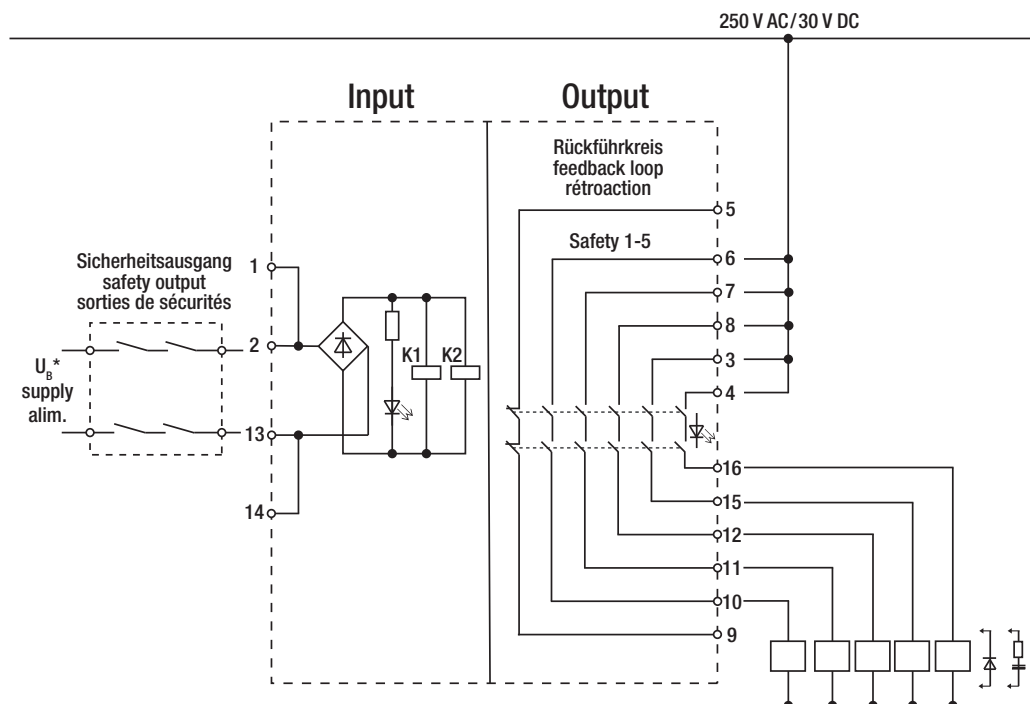 250 V AC/30 V DC
Input
Output
Rückführkreis
feedback loop
rétroaction
5
Safety 1-5
6
7
8
3
4
Sicherheitsausgang
safety output
sorties de sécurités
1
2
U_B*
supply
alim.
K1
K2
13
14
16
15
12
11
10
9